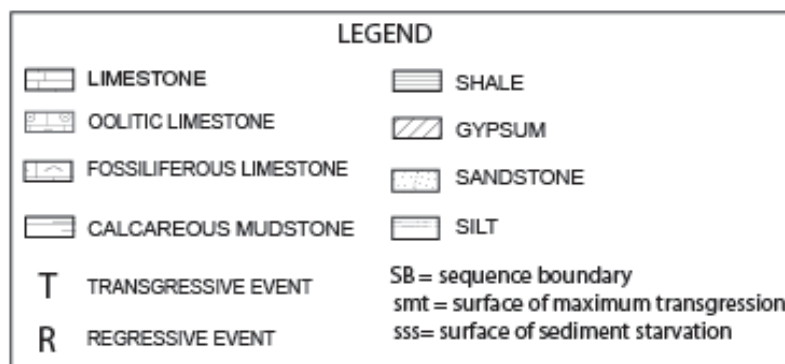 LEGEND
LIMESTONE
OOLITIC LIMESTONE
FOSSILIFEROUS LIMESTONE
CALCAREOUS MUDSTONE
T TRANSGRESSIVE EVENT
R REGRESSIVE EVENT
SHALE
GYPSUM
SANDSTONE
SILT
SB = sequence boundary
smt = surface of maximum transgression
sss= surface of sediment starvation